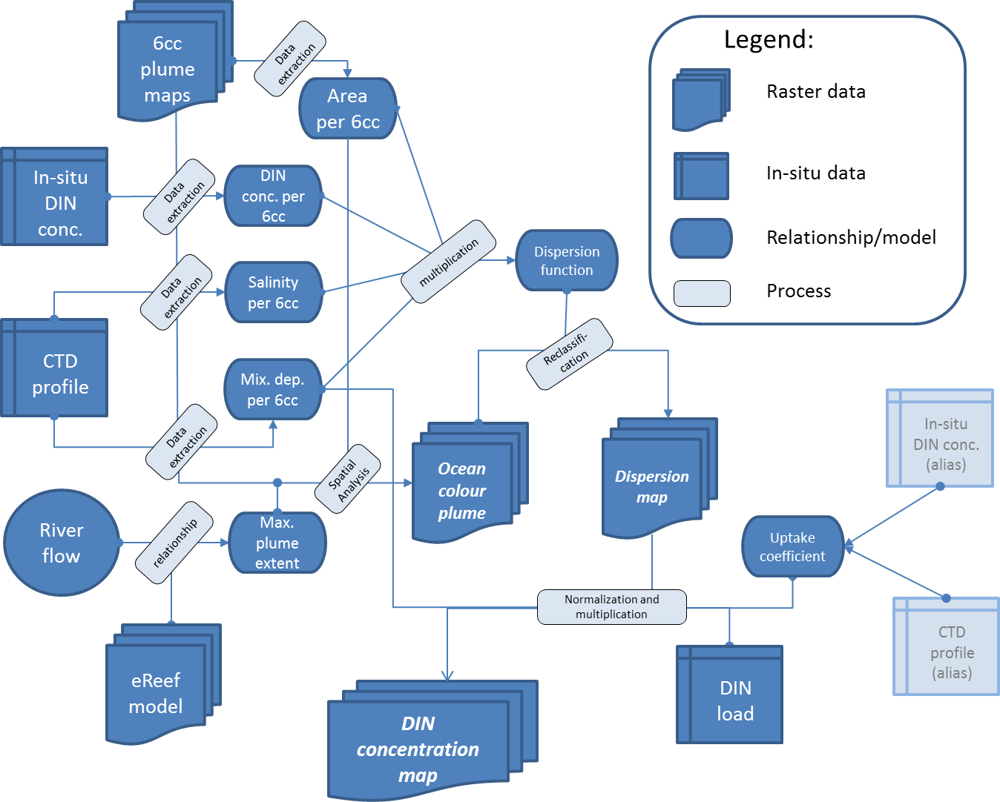 6cc
plume
maps
Data
extraction
Area
per 6cc
Legend:
Raster data
In-situ data
Relationship/model
Process
In-situ
DIN
conc.
Data
extraction
DIN
conc. per
6cc
Data
extraction
Salinity
per 6cc
multiplication
Dispersion
function
CTD
profile
Mix. dep.
per 6cc
Reclassifi-
cation
Data
extraction
Spatial
Analysis
Ocean
colour
plume
Dispersion
map
In-situ
DIN conc.
(alias)
River
flow
relationship
Max.
plume
extent
Uptake
coefficient
Normalization and
multiplication
CTD
profile
(alias)
eReef
model
DIN
load
DIN
concentration
map